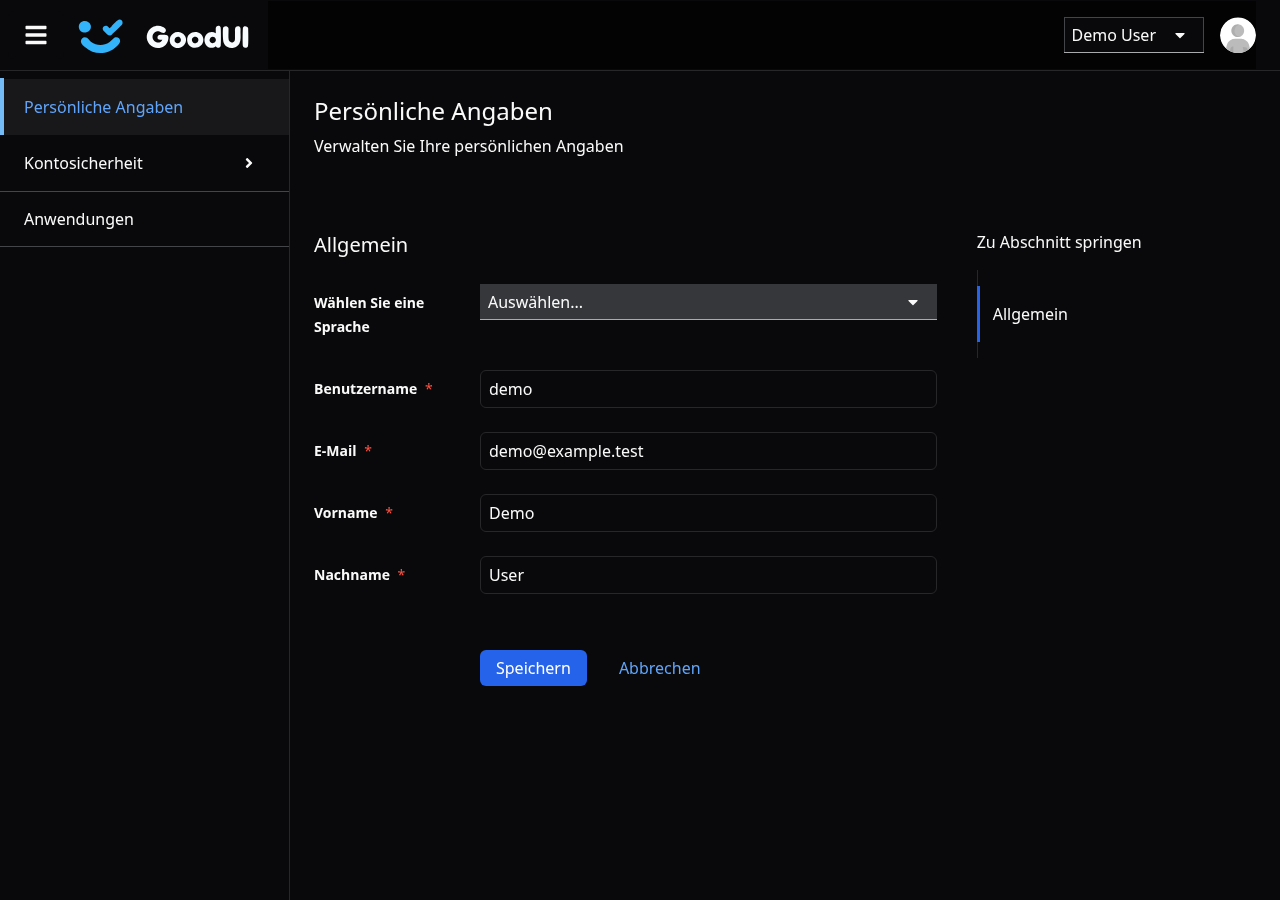 GoodUI
Demo User
Persönliche Angaben
Kontosicherheit
Anwendungen
Persönliche Angaben
Verwalten Sie Ihre persönlichen Angaben
Allgemein
Wählen Sie eine
Sprache
Auswählen...
Benutzername *
demo
E-Mail *
demo@example.test
Vorname *
Demo
Nachname *
User
Speichern
Abbrechen
Zu Abschnitt springen
Allgemein